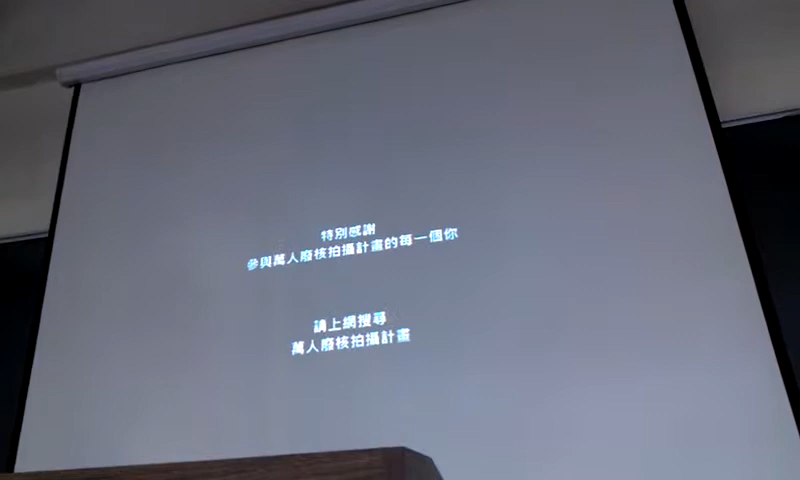 特別感謝
參與萬人廢核拍攝計畫的每一個你
請上網搜尋
萬人廢核拍攝計畫